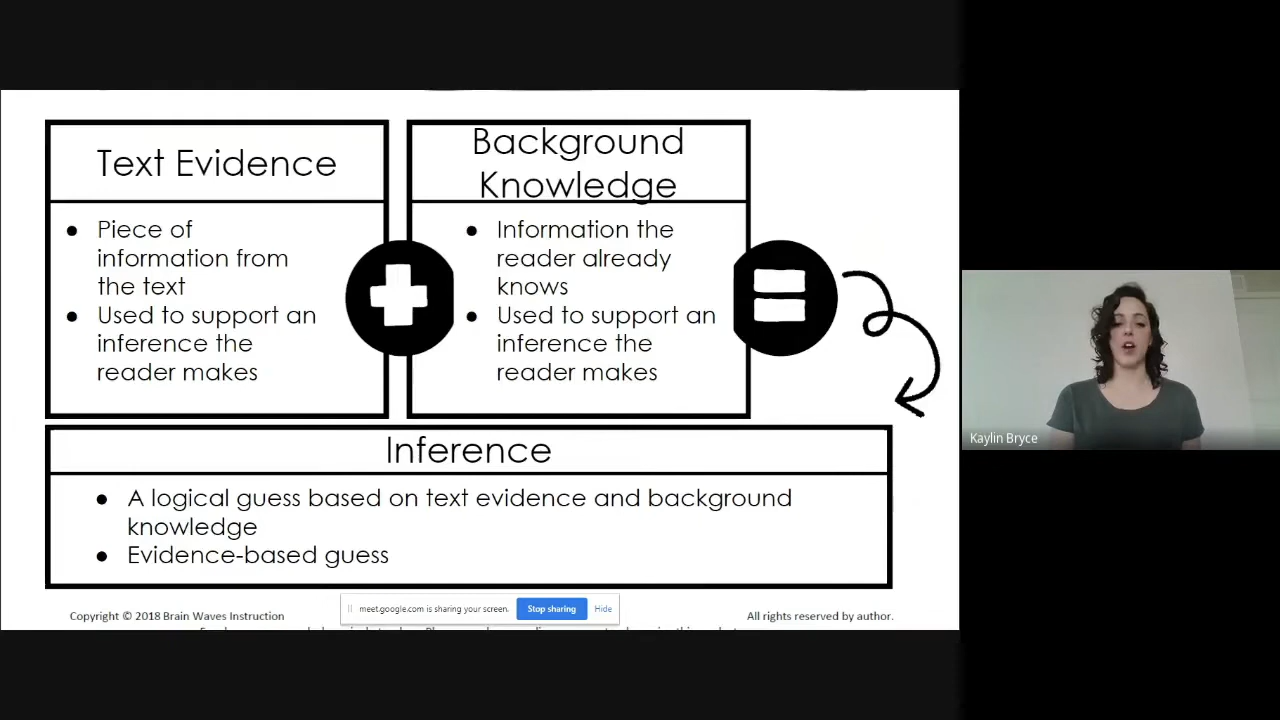 Text Evidence
● Piece of
information from
the text
● Used to support an
inference the
reader makes
Background
Knowledge
● Information the
reader already
knows
● Used to support an
inference the
reader makes
Inference
● A logical guess based on text evidence and background
knowledge
● Evidence-based guess
Copyright © 2018 Brain Waves Instruction
meet.google.com is sharing your screen.
Stop sharing
Hide
All rights reserved by author.
Kaylin Bryce